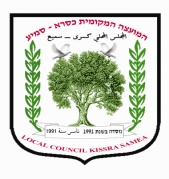 המועצה המקומית כסרא - סמיע
المجلس المحلي كسرى – سميع
נוסדה בשנת 1991 تأسس سنة 1991
LOCAL COUNCIL KISSRA SAMEA